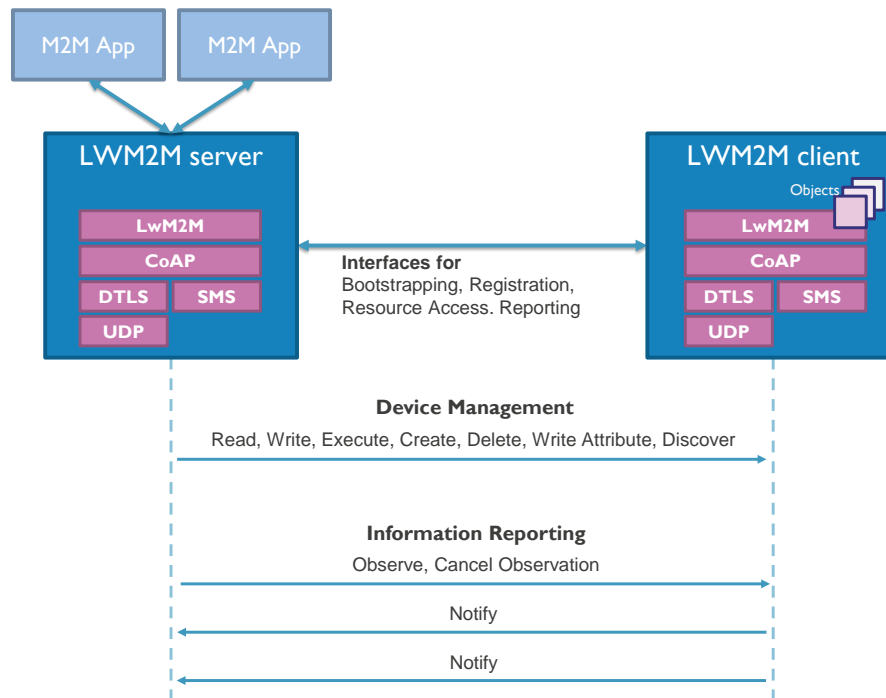 M2M App
M2M App
LWM2M server
LwM2M
CoAP
DTLS
SMS
UDP
LWM2M client
Objects
LwM2M
CoAP
DTLS
SMS
UDP
Interfaces for
Bootstrapping, Registration,
Resource Access. Reporting
Device Management
Read, Write, Execute, Create, Delete, Write Attribute, Discover
Information Reporting
Observe, Cancel Observation
Notify
Notify